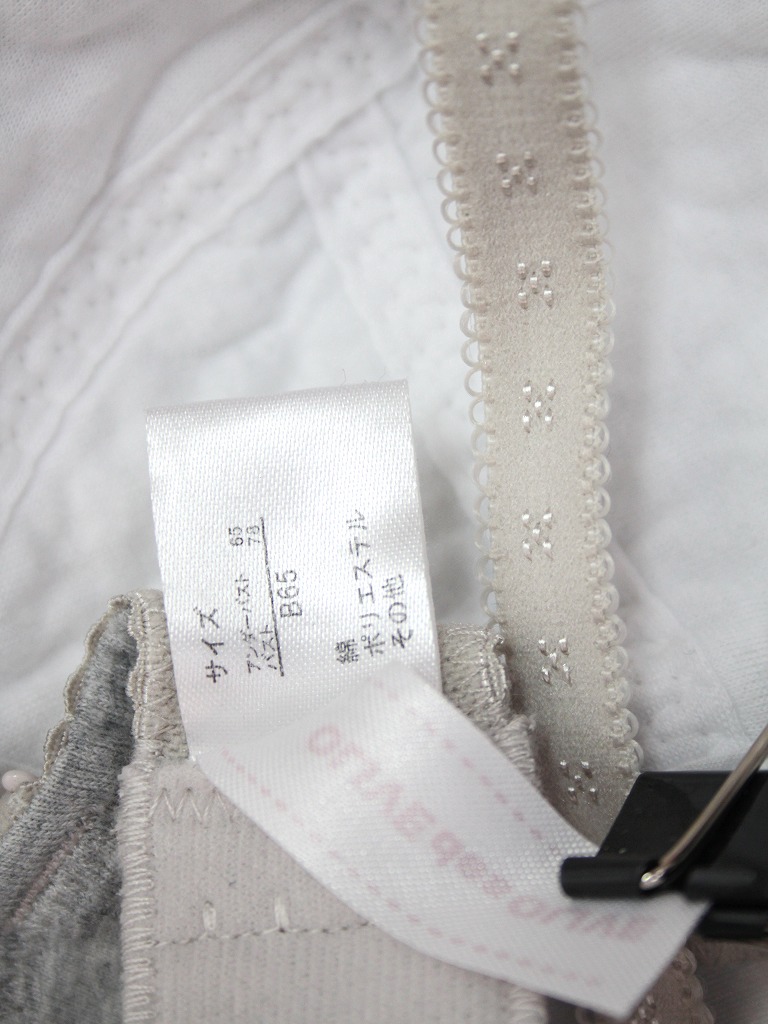 サイズ
アンダーバスト 65
バスト 78
B65
綿
ポリエステル
その他